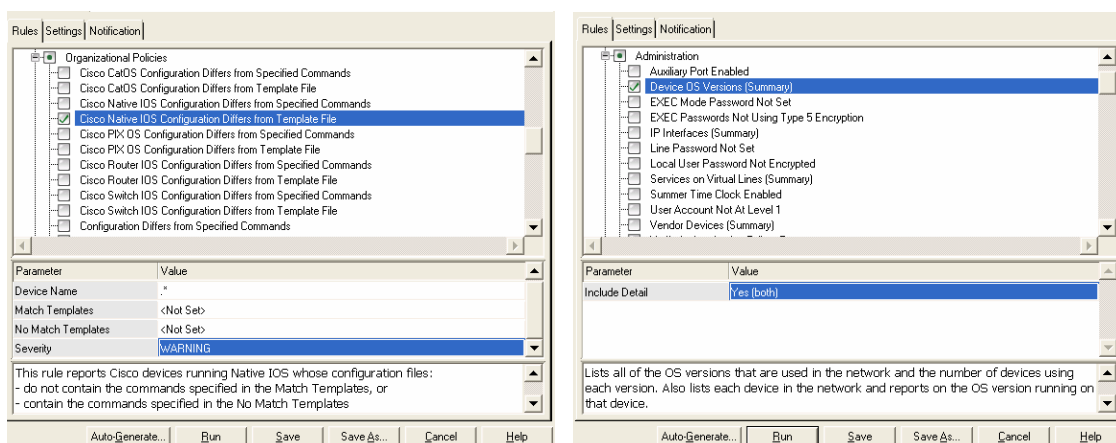 Rules Settings Notification
Organizational Policies
Cisco CatOS Configuration Differs from Specified Commands
Cisco CatOS Configuration Differs from Template File
Cisco Native IOS Configuration Differs from Specified Commands
Cisco Native IOS Configuration Differs from Template File
Cisco PIX OS Configuration Differs from Specified Commands
Cisco PIX OS Configuration Differs from Template File
Cisco Router IOS Configuration Differs from Specified Commands
Cisco Router IOS Configuration Differs from Template File
Cisco Switch IOS Configuration Differs from Specified Commands
Cisco Switch IOS Configuration Differs from Template File
Configuration Differs from Specified Commands
Parameter Value
Device Name .*
Match Templates <Not Set>
No Match Templates <Not Set>
Severity WARNING
This rule reports Cisco devices running Native IOS whose configuration files:
- do not contain the commands specified in the Match Templates, or
- contain the commands specified in the No Match Templates
Auto-Generate... Run Save Save As... Cancel Help
Rules Settings Notification
Administration
Auxiliary Port Enabled
Device OS Versions (Summary)
EXEC Mode Password Not Set
EXEC Passwords Not Using Type 5 Encryption
IP Interfaces (Summary)
Line Password Not Set
Local User Password Not Encrypted
Services on Virtual Lines (Summary)
Summer Time Clock Enabled
User Account Not At Level 1
Vendor Devices (Summary)
Parameter Value
Include Detail Yes (both)
Lists all of the OS versions that are used in the network and the number of devices using
each version. Also lists each device in the network and reports on the OS version running on
that device.
Auto-Generate... Run Save Save As... Cancel Help